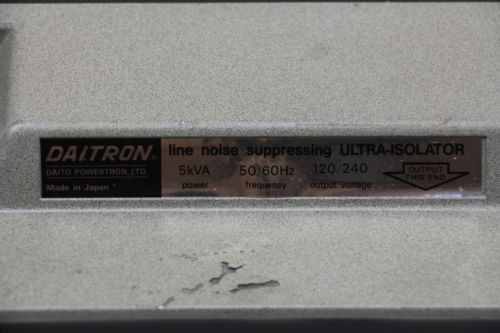 DAITRON®
DAITO POWERTRON, LTD.
Made in Japan
line noise suppressing ULTRA-ISOLATOR
5kVA 50/60Hz 120/240
power frequency output voltage
OUTPUT
THIS END